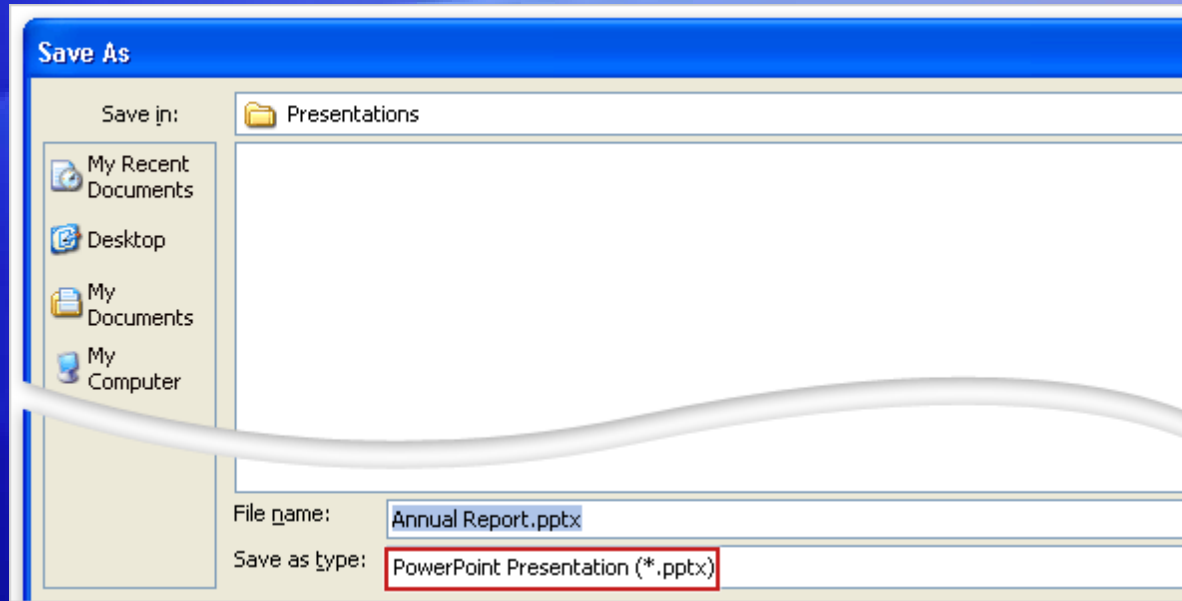 Save As
Save in:
Presentations
My Recent
Documents
Desktop
My
Documents
My
Computer
File name:
Annual Report.pptx
Save as type:
PowerPoint Presentation (*.pptx)